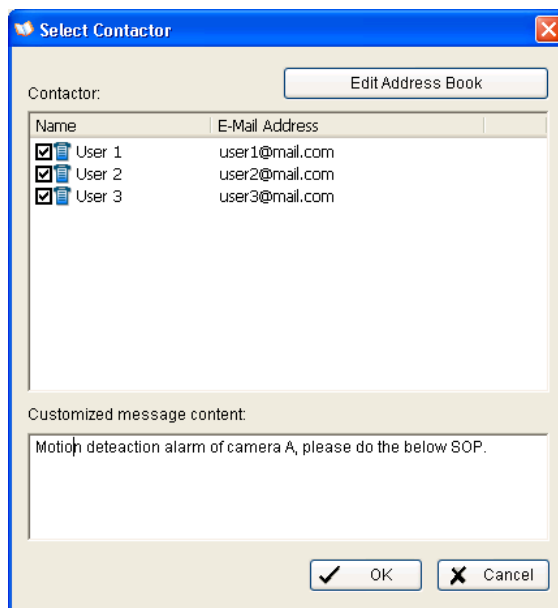 Select Contactor
Edit Address Book
Contactor:
Name E-Mail Address
User 1 user1@mail.com
User 2 user2@mail.com
User 3 user3@mail.com
Customized message content:
Motion deteaction alarm of camera A, please do the below SOP.
OK Cancel